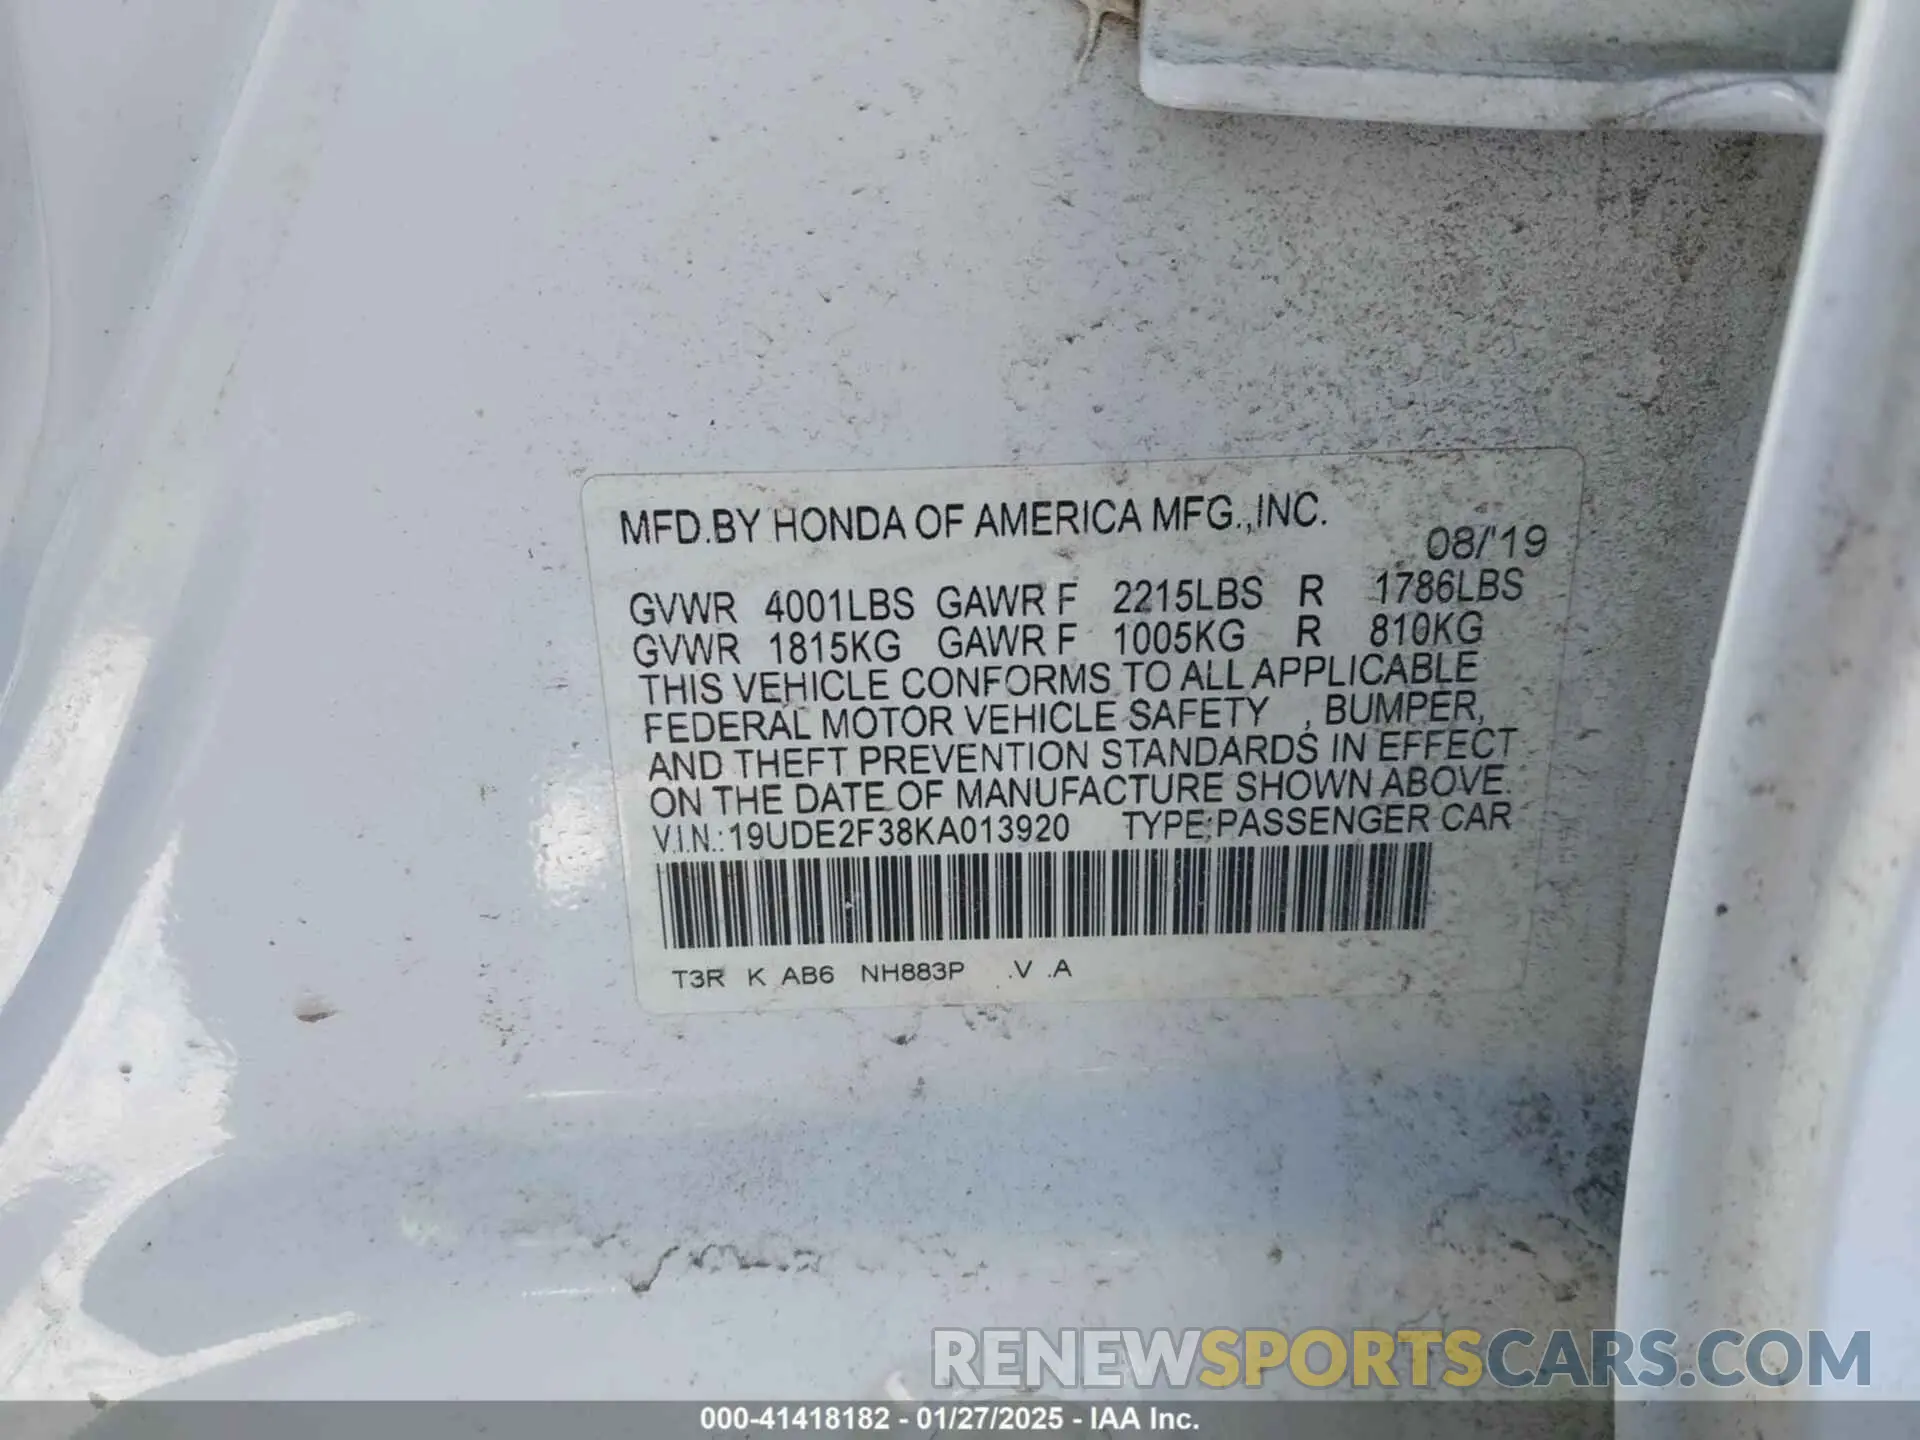 MFD.BY HONDA OF AMERICA MFG.,INC.
08/'19
GVWR 4001LBS GAWR F 2215LBS R 1786LBS
GVWR 1815KG GAWR F 1005KG R 810KG
THIS VEHICLE CONFORMS TO ALL APPLICABLE
FEDERAL MOTOR VEHICLE SAFETY , BUMPER,
AND THEFT PREVENTION STANDARDS IN EFFECT
ON THE DATE OF MANUFACTURE SHOWN ABOVE.
V.I.N.:19UDE2F38KA013920 TYPE:PASSENGER CAR
T3R K AB6 NH883P .V .A
RENEWSPORTSCARS.COM
000-41418182 - 01/27/2025 - IAA Inc.